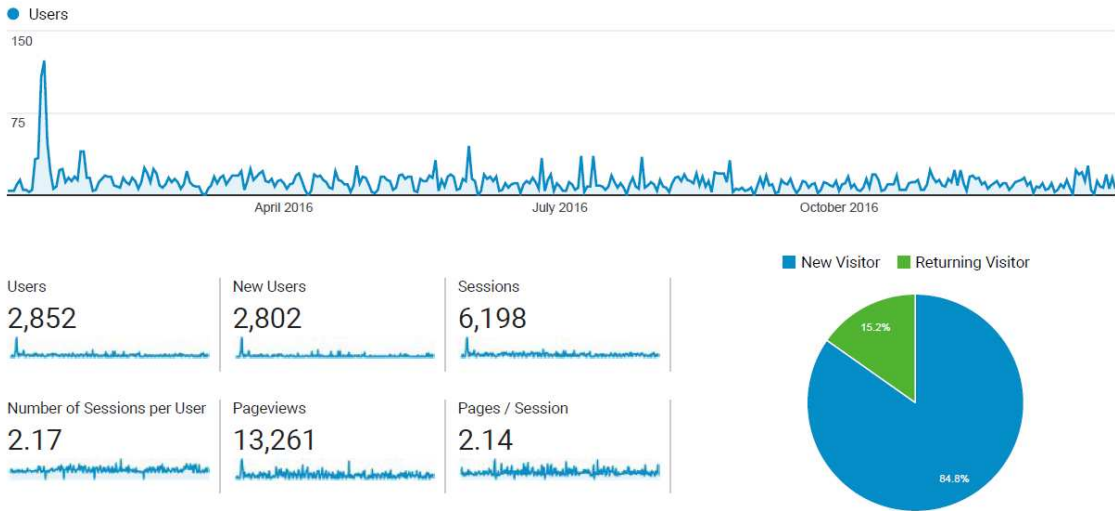 Users
150
75
April 2016 July 2016 October 2016
New Visitor Returning Visitor
Users New Users Sessions
2,852 2,802 6,198
Number of Sessions per User Pageviews Pages / Session
2.17 13,261 2.14
15.2%
84.8%